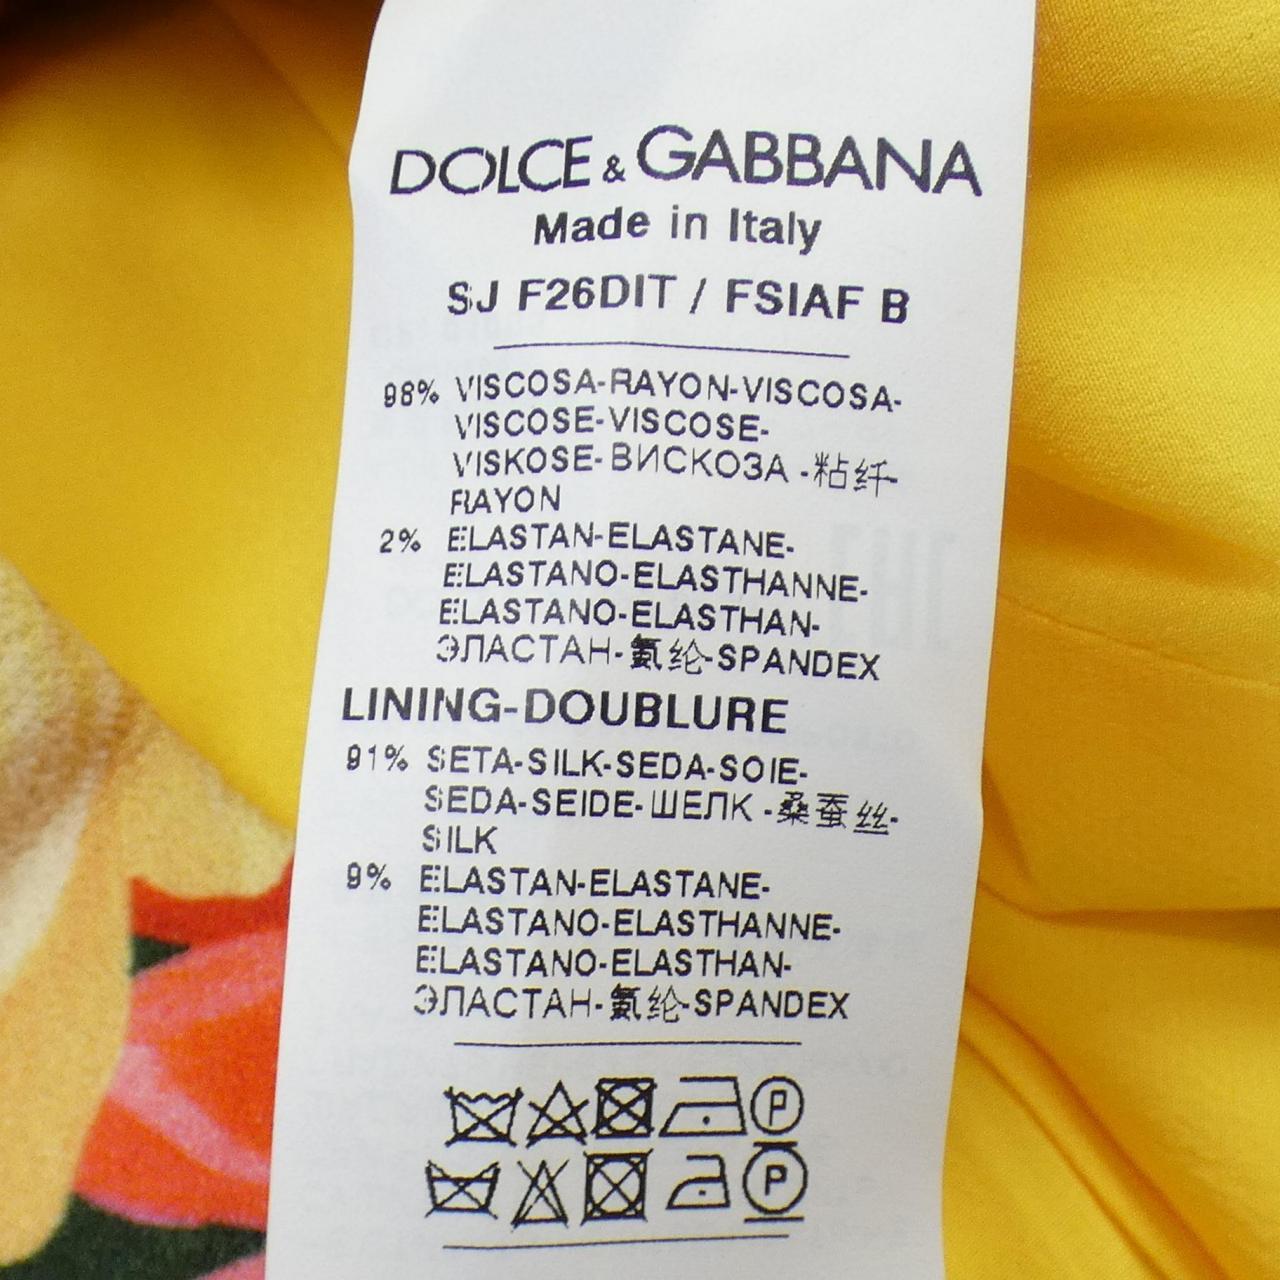 DOLCE & GABBANA
Made in Italy
SJ F26DIT / FSIAF B
98% VISCOSA-RAYON-VISCOSA-
VISCOSE-VISCOSE-
VISKOSE-ВИСКОЗА -粘纤-
RAYON
2% ELASTAN-ELASTANE-
ELASTANO-ELASTHANNE-
ELASTANO-ELASTHAN-
ЭЛАСТАН-氨纶-SPANDEX
LINING-DOUBLURE
91% SETA-SILK-SEDA-SOIE-
SEDA-SEIDE-ШЕЛК -桑蚕丝-
SILK
9% ELASTAN-ELASTANE-
ELASTANO-ELASTHANNE-
ELASTANO-ELASTHAN-
ЭЛАСТАН-氨纶-SPANDEX
P
P